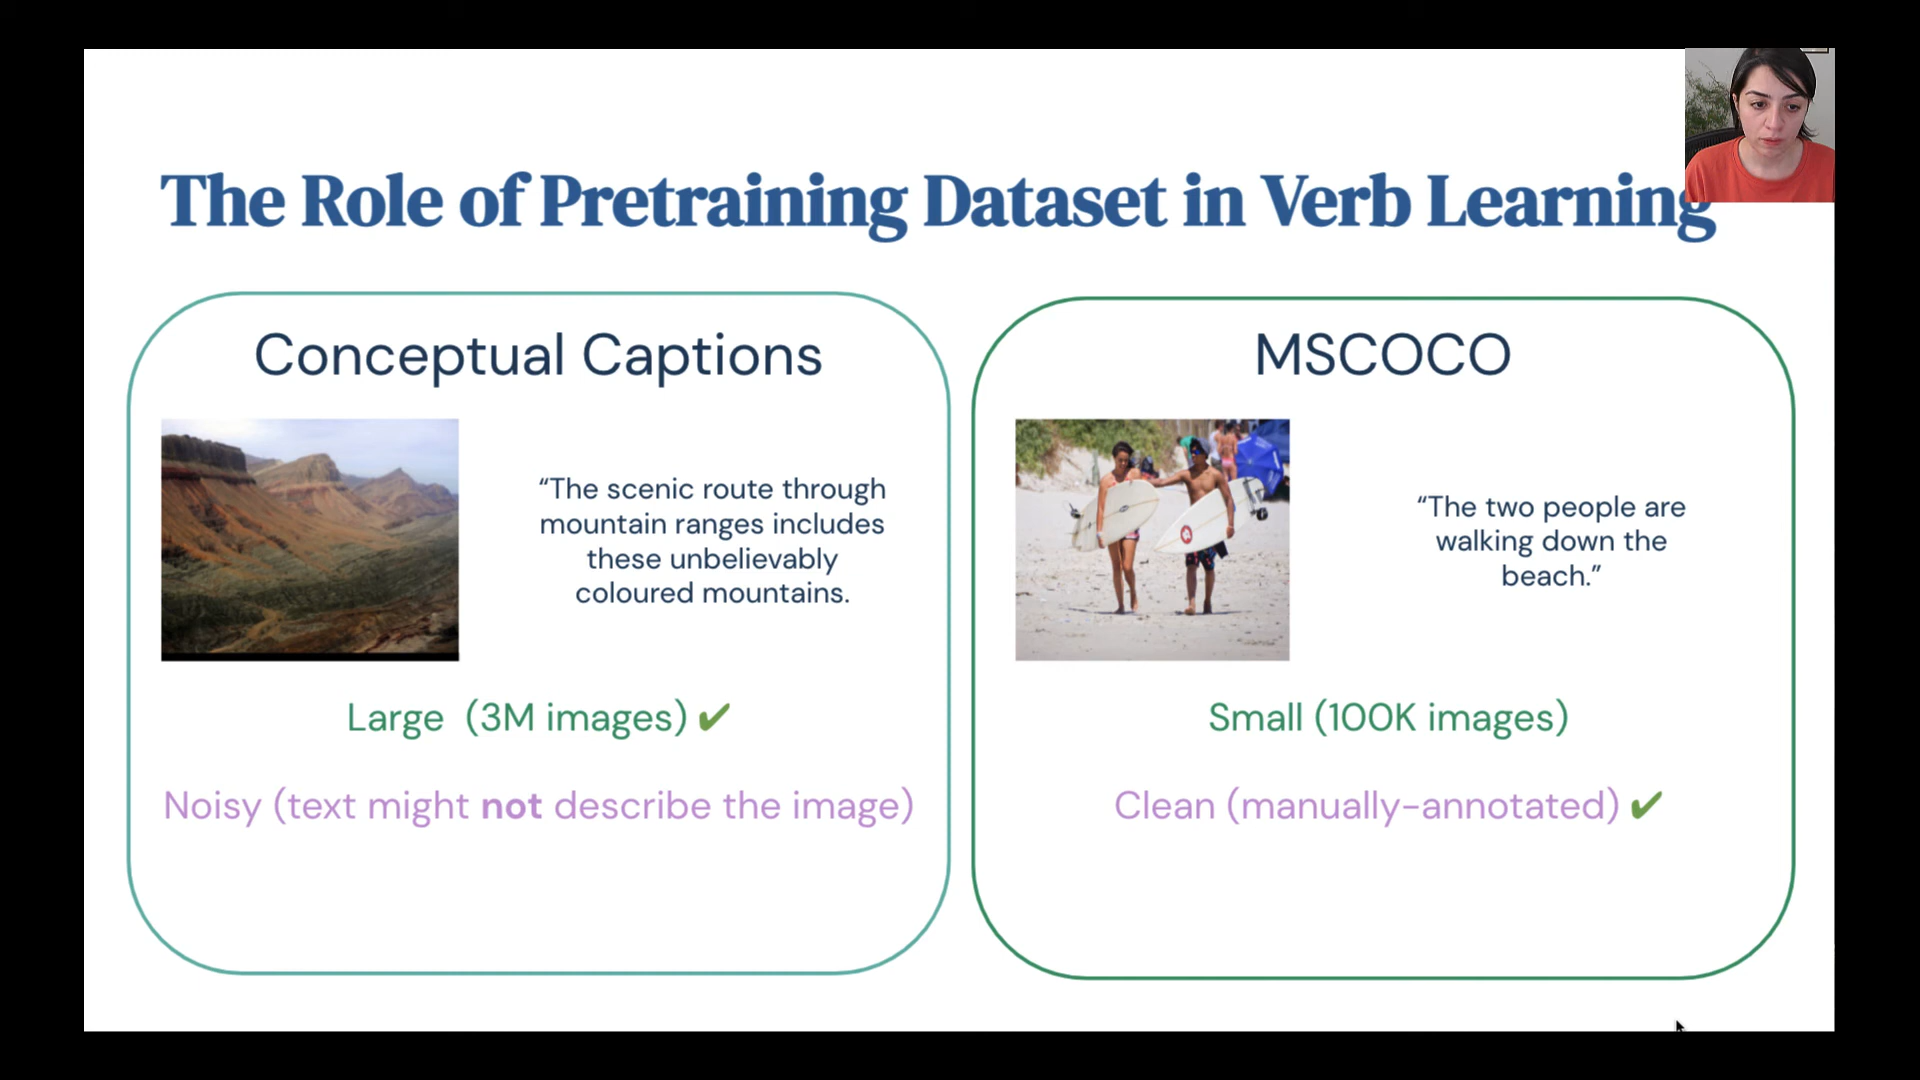 The Role of Pretraining Dataset in Verb Learning
Conceptual Captions
“The scenic route through
mountain ranges includes
these unbelievably
coloured mountains.
Large (3M images) ✔
Noisy (text might not describe the image)
MSCOCO
“The two people are
walking down the
beach.”
Small (100K images)
Clean (manually-annotated) ✔